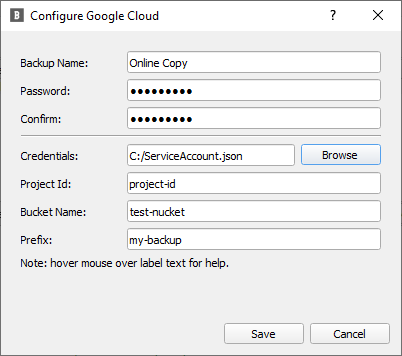 B Configure Google Cloud ? ×
Backup Name: Online Copy
Password: ●●●●●●●●●
Confirm: ●●●●●●●●●
Credentials: C:/ServiceAccount.json Browse
Project Id: project-id
Bucket Name: test-nucket
Prefix: my-backup
Note: hover mouse over label text for help.
Save Cancel